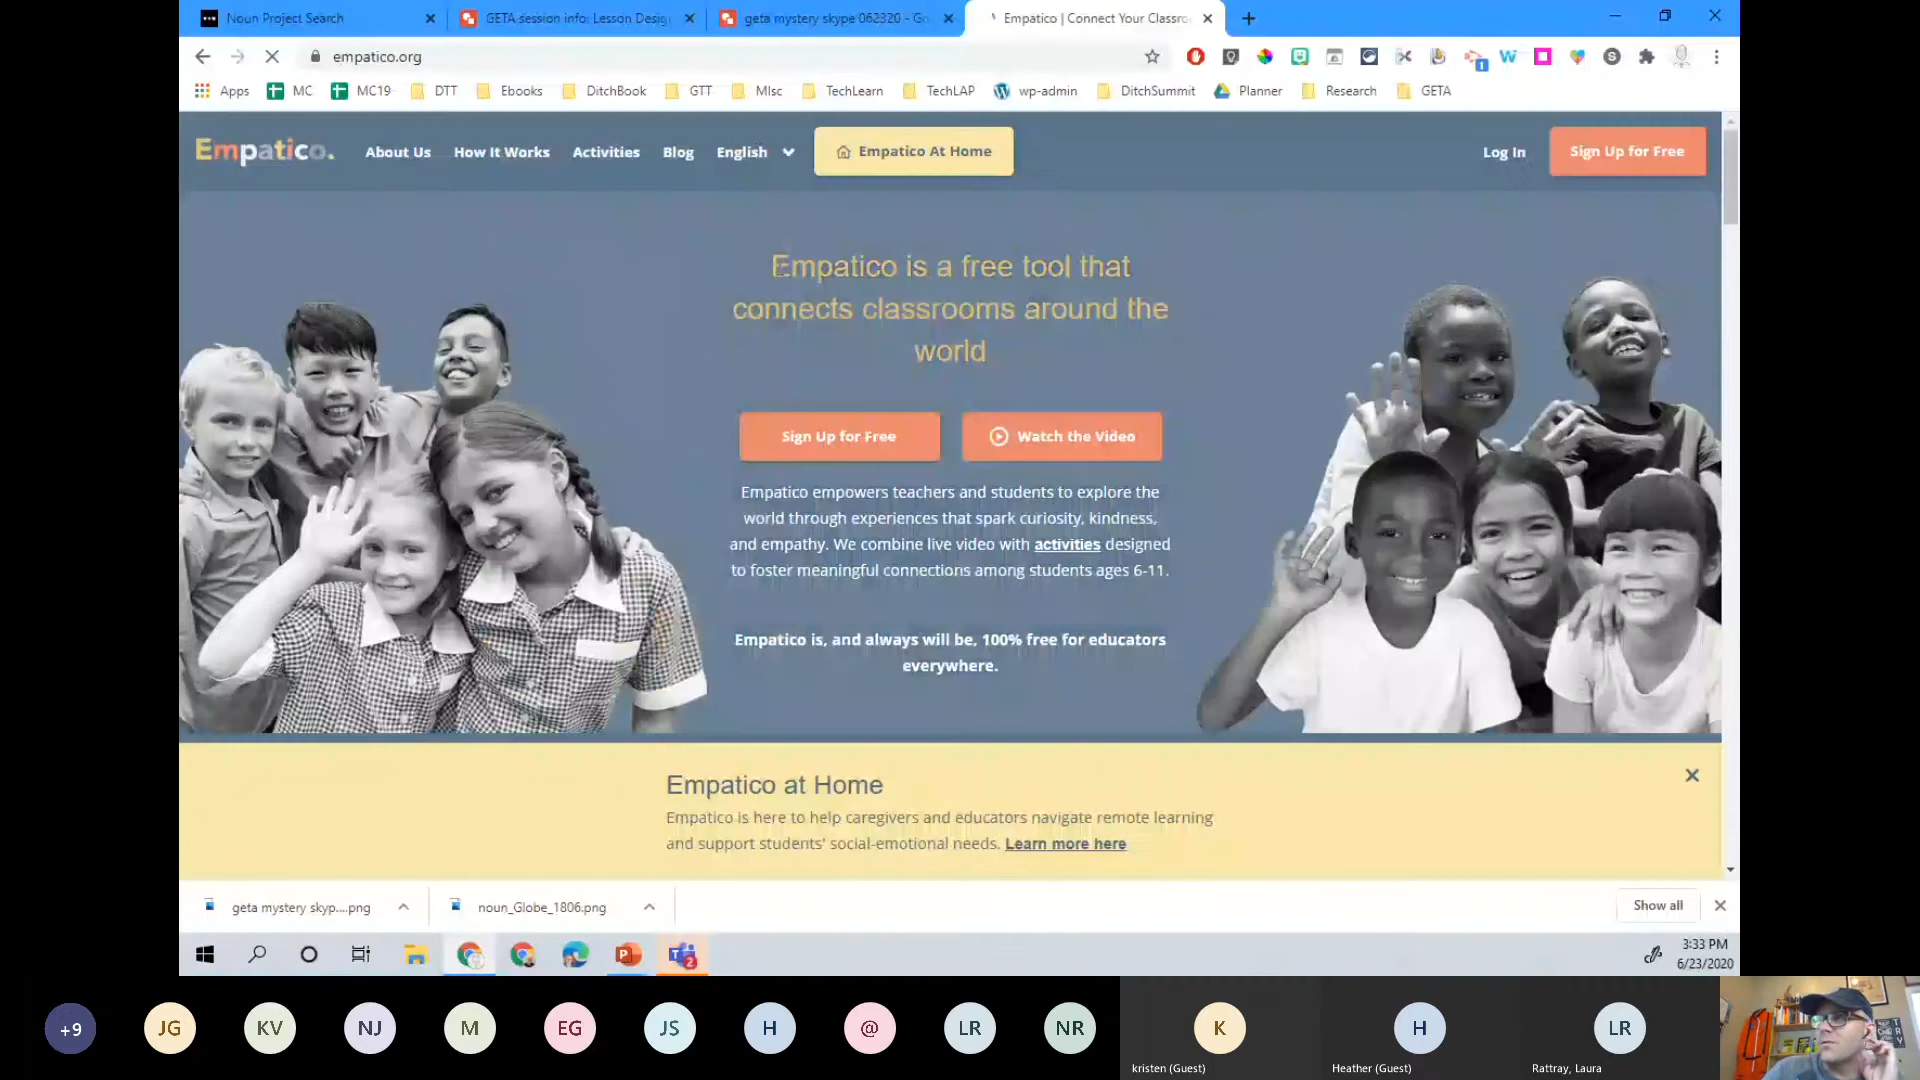 Noun Project Search
GETA session info: Lesson Desig
geta mystery skype 062320 - Go
Empatico | Connect Your Classro
empatico.org
Apps
MC
MC19
DTT
Ebooks
DitchBook
GTT
MIsc
TechLearn
TechLAP
wp-admin
DitchSummit
Planner
Research
GETA
Empatico.
About Us
How It Works
Activities
Blog
English
Empatico At Home
Log In
Sign Up for Free
Empatico is a free tool that
connects classrooms around the
world
Sign Up for Free
Watch the Video
Empatico empowers teachers and students to explore the
world through experiences that spark curiosity, kindness,
and empathy. We combine live video with activities designed
to foster meaningful connections among students ages 6-11.
Empatico is, and always will be, 100% free for educators
everywhere.
Empatico at Home
Empatico is here to help caregivers and educators navigate remote learning
and support students' social-emotional needs. Learn more here
geta mystery skyp....png
noun_Globe_1806.png
Show all
3:33 PM
6/23/2020
+9
JG
KV
NJ
M
EG
JS
H
@
LR
NR
K
kristen (Guest)
H
Heather (Guest)
LR
Rattray, Laura